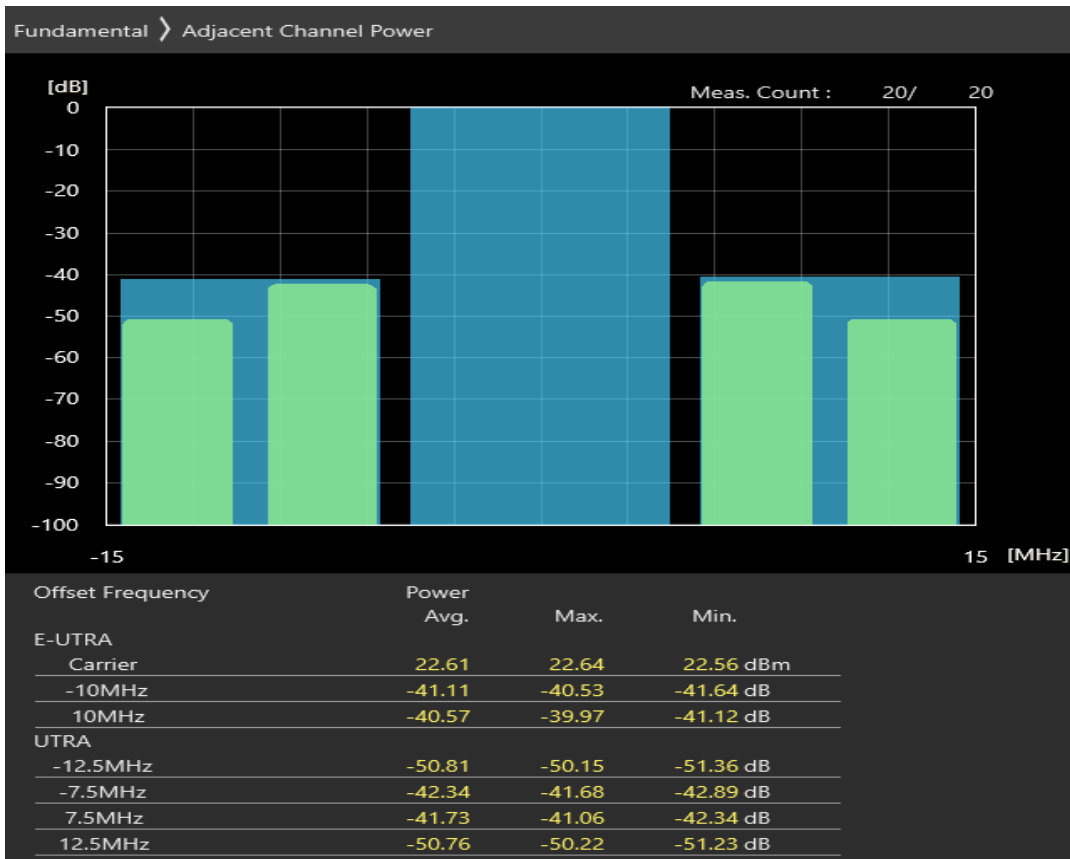 Fundamental ❭ Adjacent Channel Power
[dB]
Meas. Count : 20/ 20
0
-10
-20
-30
-40
-50
-60
-70
-80
-90
-100
-15 15 [MHz]
Offset Frequency Power
Avg. Max. Min.
E-UTRA
Carrier 22.61 22.64 22.56 dBm
-10MHz -41.11 -40.53 -41.64 dB
10MHz -40.57 -39.97 -41.12 dB
UTRA
-12.5MHz -50.81 -50.15 -51.36 dB
-7.5MHz -42.34 -41.68 -42.89 dB
7.5MHz -41.73 -41.06 -42.34 dB
12.5MHz -50.76 -50.22 -51.23 dB